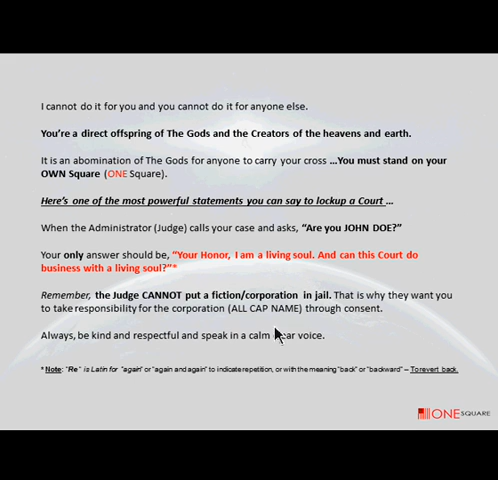 I cannot do it for you and you cannot do it for anyone else.
You're a direct offspring of The Gods and the Creators of the heavens and earth.
It is an abomination of The Gods for anyone to carry your cross ...You must stand on your
OWN Square (ONE Square).
Here's one of the most powerful statements you can say to lockup a Court ...
When the Administrator (Judge) calls your case and asks, "Are you JOHN DOE?"
Your only answer should be, "Your Honor, I am a living soul. And can this Court do
business with a living soul?"*
Remember, the Judge CANNOT put a fiction/corporation in jail. That is why they want you
to take responsibility for the corporation (ALL CAP NAME) through consent.
Always, be kind and respectful and speak in a calm voice.
* Note: "Re" is Latin for "again" or "again and again" to indicate repetition, or with the meaning "back" or "backward" – To revert back.
ONE SQUARE